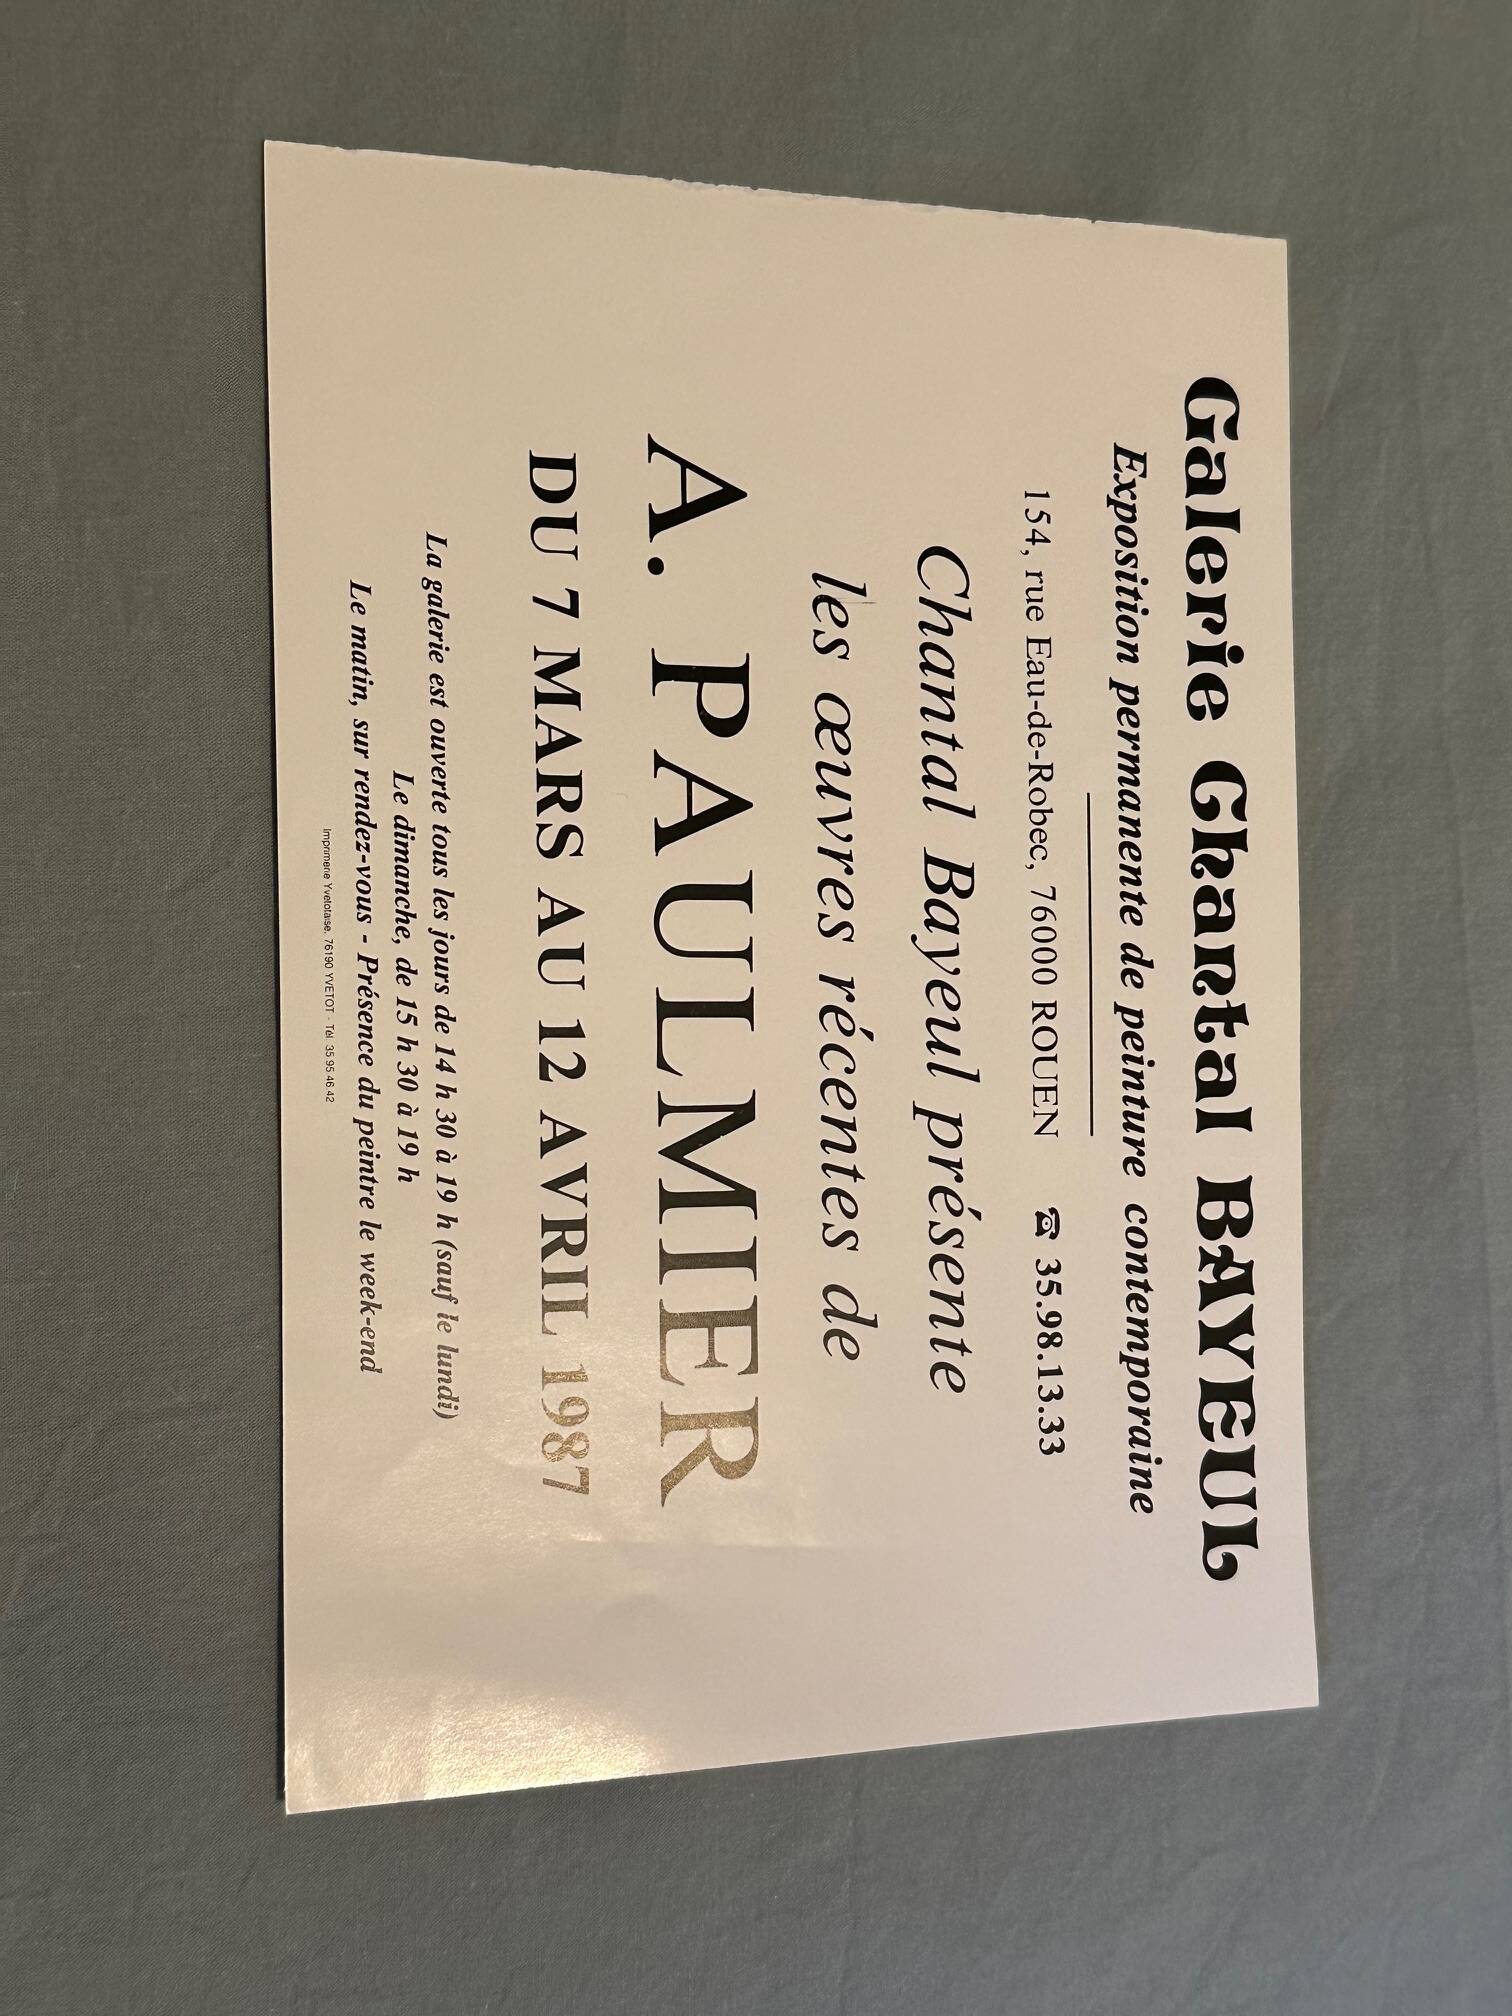 Galerie Chantal BAYEUL
Exposition permanente de peinture contemporaine
154, rue Eau-de-Robec, 76000 ROUEN ☎ 35.98.13.33
Chantal Bayeul présente
les œuvres récentes de
A. PAULMIER
DU 7 MARS AU 12 AVRIL 1987
La galerie est ouverte tous les jours de 14 h 30 à 19 h (sauf le lundi)
Le dimanche, de 15 h 30 à 19 h
Le matin, sur rendez-vous - Présence du peintre le week-end
Imprimerie Yvetotaise, 76190 YVETOT - Tél 35 95 46 42